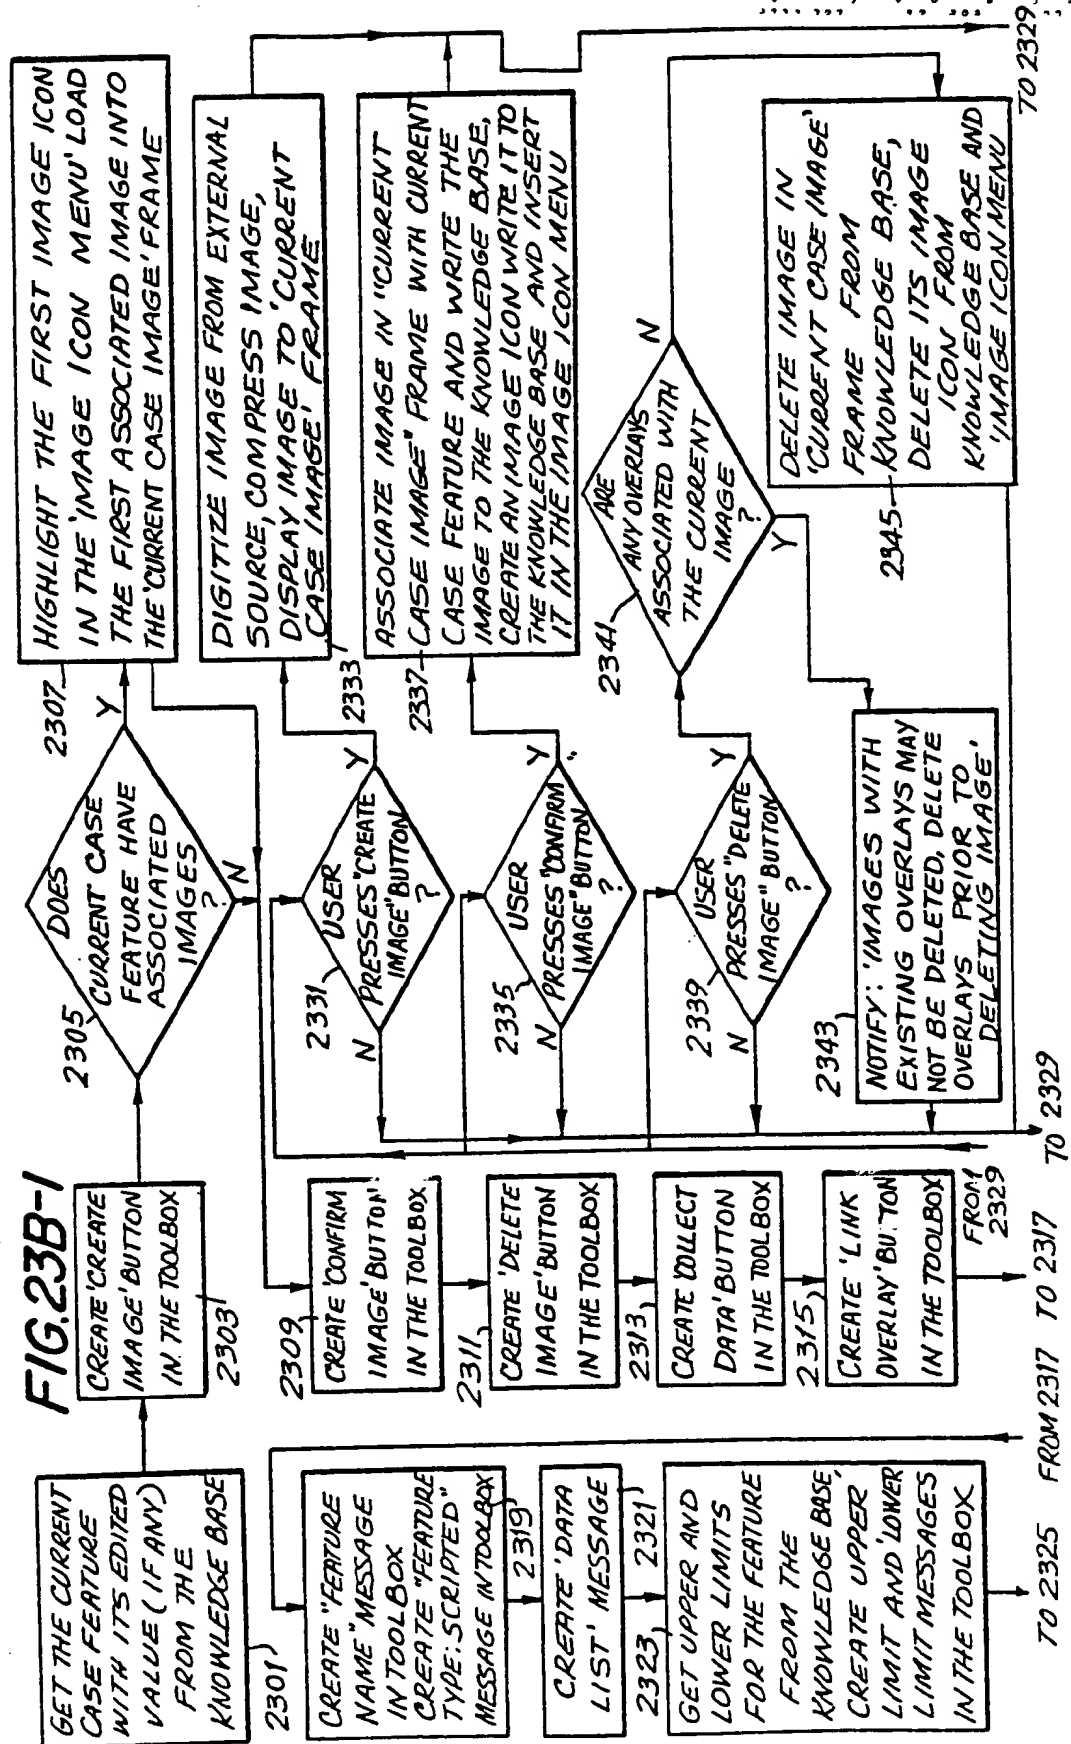 FIG.23B-1
GET THE CURRENT
CASE FEATURE
WITH ITS EDITED
VALUE (IF ANY)
FROM THE
KNOWLEDGE BASE
2301
CREATE 'CREATE
IMAGE' BUTTON
IN THE TOOLBOX
2303
2305
DOES
CURRENT CASE
FEATURE HAVE
ASSOCIATED
IMAGES
?
Y
N
2307
HIGHLIGHT THE FIRST IMAGE ICON
IN THE 'IMAGE ICON MENU' LOAD
THE FIRST ASSOCIATED IMAGE INTO
THE 'CURRENT CASE IMAGE' FRAME
2309
CREATE 'CONFIRM
IMAGE' BUTTON
IN THE TOOLBOX
2311
CREATE 'DELETE
IMAGE' BUTTON
IN THE TOOLBOX
2313
CREATE 'COLLECT
DATA' BUTTON
IN THE TOOLBOX
2315
CREATE 'LINK
OVERLAY' BUTTON
IN THE TOOLBOX
TO 2317
FROM 2317
CREATE "FEATURE
NAME" MESSAGE
IN TOOLBOX
CREATE "FEATURE
TYPE: SCRIPTED"
MESSAGE IN TOOLBOX
2319
CREATE 'DATA
LIST' MESSAGE
2321
2323
GET UPPER AND
LOWER LIMITS
FOR THE FEATURE
FROM THE
KNOWLEDGE BASE,
CREATE UPPER
LIMIT AND 'LOWER
LIMIT MESSAGES
IN THE TOOLBOX
TO 2325
FROM
2329
2331
USER
PRESSES "CREATE
IMAGE" BUTTON
?
Y
N
2333
DIGITIZE IMAGE FROM EXTERNAL
SOURCE, COMPRESS IMAGE,
DISPLAY IMAGE TO 'CURRENT
CASE IMAGE' FRAME
2335
USER
PRESSES "CONFIRM
IMAGE" BUTTON
?
Y
N
2337
ASSOCIATE IMAGE IN "CURRENT
CASE IMAGE" FRAME WITH CURRENT
CASE FEATURE AND WRITE THE
IMAGE TO THE KNOWLEDGE BASE,
CREATE AN IMAGE ICON WRITE IT TO
THE KNOWLEDGE BASE AND INSERT
IT IN THE IMAGE ICON MENU
2339
USER
PRESSES "DELETE
IMAGE" BUTTON
?
Y
N
2341
ARE
ANY OVERLAYS
ASSOCIATED WITH
THE CURRENT
IMAGE
?
N
Y
2343
NOTIFY: 'IMAGES WITH
EXISTING OVERLAYS MAY
NOT BE DELETED, DELETE
OVERLAYS PRIOR TO
DELETING IMAGE.'
2345
DELETE IMAGE IN
'CURRENT CASE IMAGE'
FRAME FROM
KNOWLEDGE BASE,
DELETE ITS IMAGE
ICON FROM
KNOWLEDGE BASE AND
'IMAGE ICON MENU
TO 2329
TO 2329